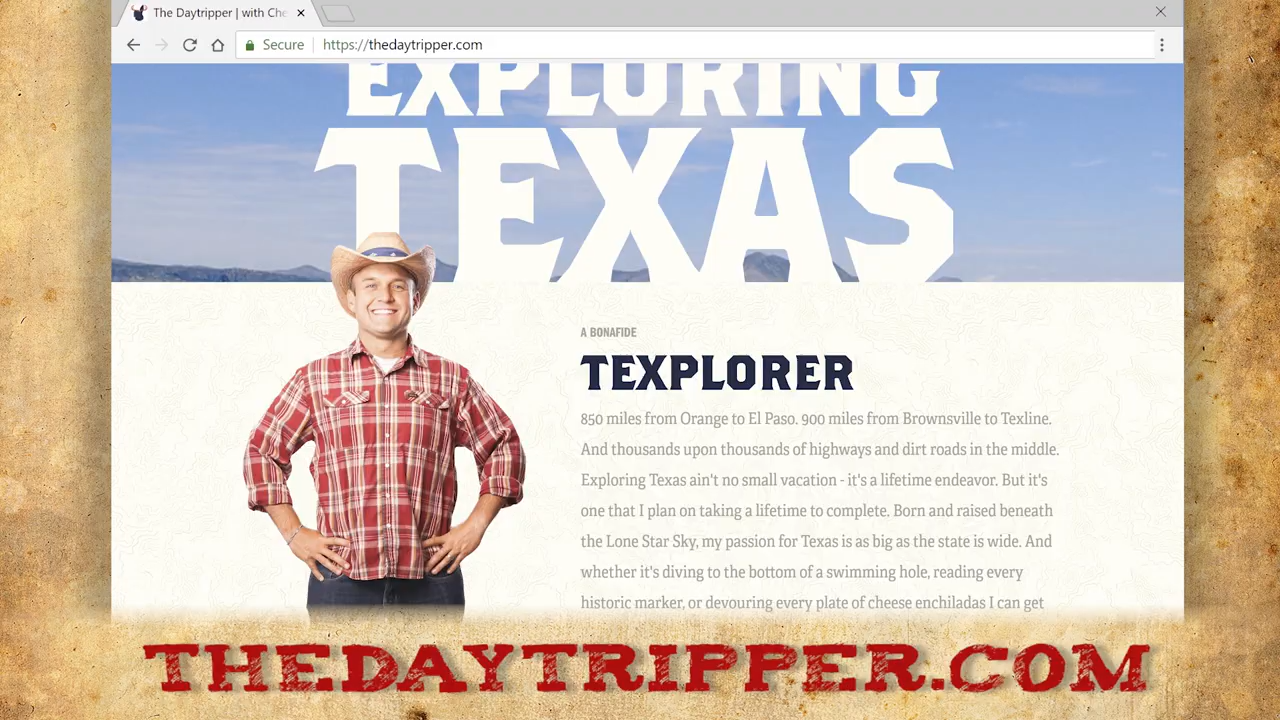 The Daytripper | with Che
Secure
https://thedaytripper.com
EXPLORING
TEXAS
A BONAFIDE
TEXPLORER
850 miles from Orange to El Paso. 900 miles from Brownsville to Texline.
And thousands upon thousands of highways and dirt roads in the middle.
Exploring Texas ain't no small vacation - it's a lifetime endeavor. But it's
one that I plan on taking a lifetime to complete. Born and raised beneath
the Lone Star Sky, my passion for Texas is as big as the state is wide. And
whether it's diving to the bottom of a swimming hole, reading every
historic marker, or devouring every plate of cheese enchiladas I can get
THEDAYTRIPPER.COM